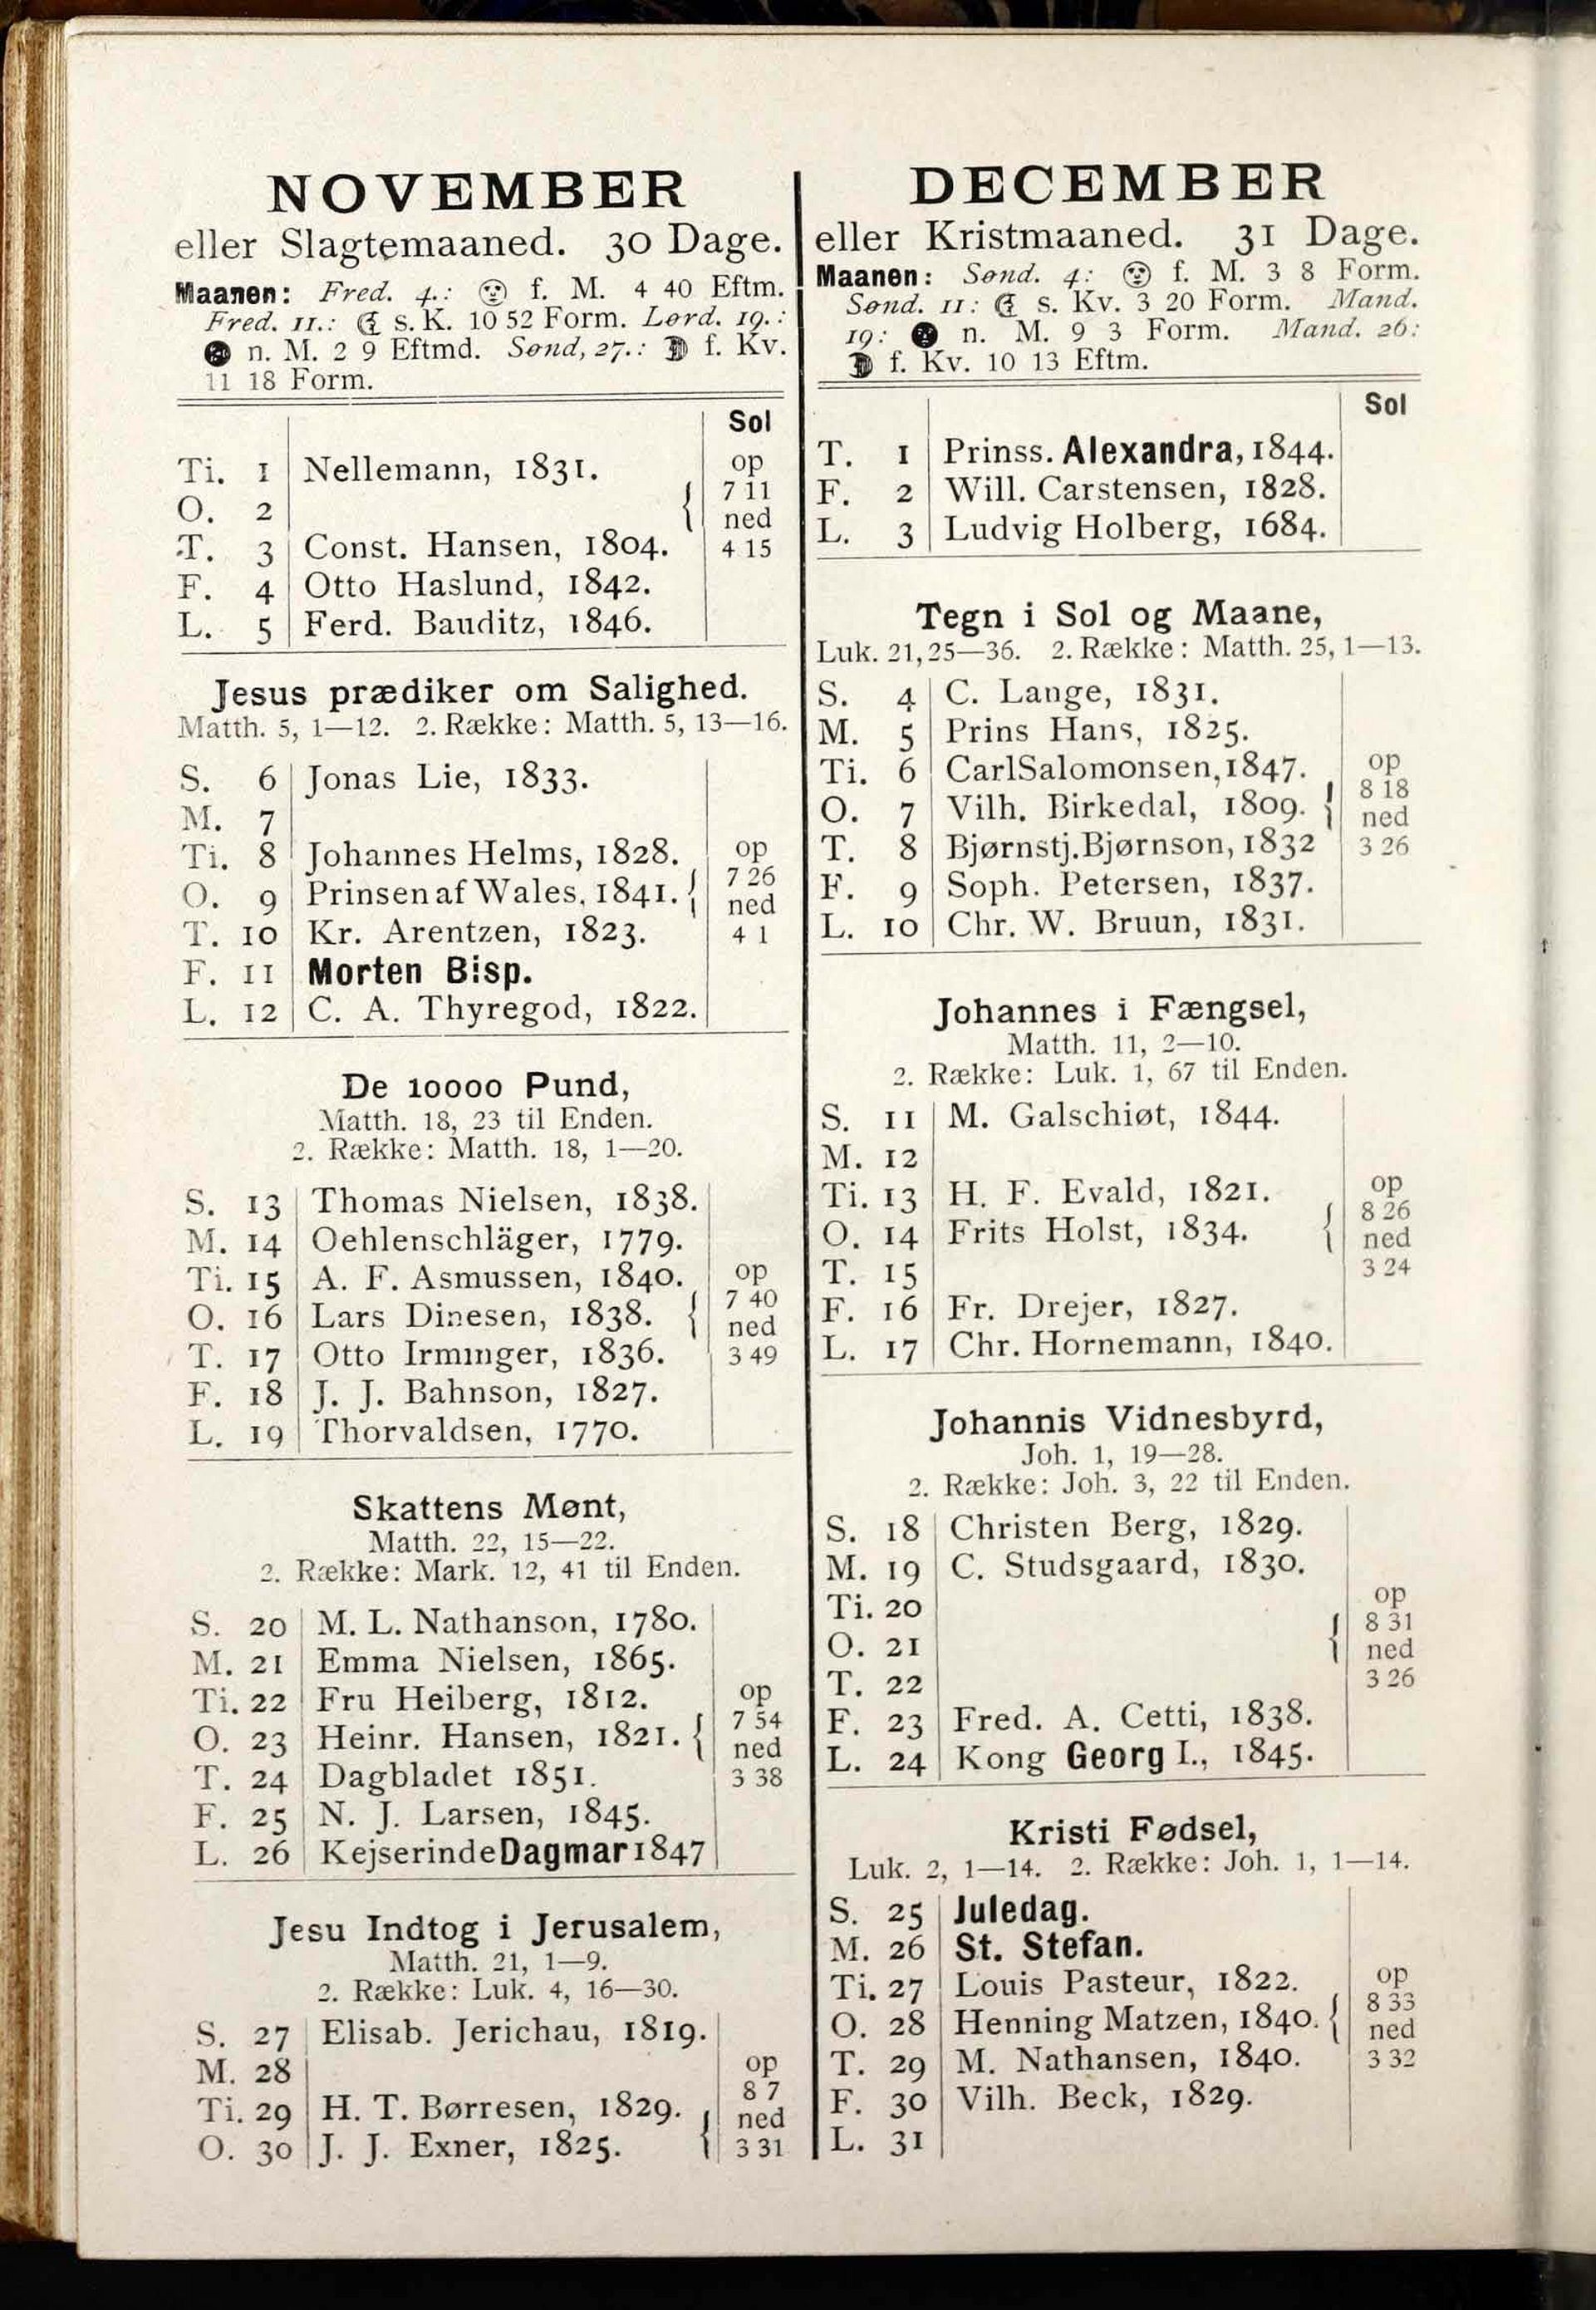 NOVEMBER
eller Slagtemaaned. 30 Dage.
Maanen: Fred. 4.: f. M. 4 40 Eftm.
Fred. 11.: s. K. 10 52 Form. Lørd. 19.:
n. M. 2 9 Eftmd. Sønd, 27.: f. Kv.
11 18 Form.
Sol
Ti. 1 Nellemann, 1831. op
O. 2 { 7 11 ned
T. 3 Const. Hansen, 1804. 4 15
F. 4 Otto Haslund, 1842.
L. 5 Ferd. Bauditz, 1846.
Jesus prædiker om Salighed.
Matth. 5, 1—12. 2. Række: Matth. 5, 13—16.
S. 6 Jonas Lie, 1833.
M. 7
Ti. 8 Johannes Helms, 1828. op
O. 9 Prinsen af Wales, 1841. { 7 26 ned
T. 10 Kr. Arentzen, 1823. 4 1
F. 11 Morten Bisp.
L. 12 C. A. Thyregod, 1822.
De 10000 Pund,
Matth. 18, 23 til Enden.
2. Række: Matth. 18, 1—20.
S. 13 Thomas Nielsen, 1838.
M. 14 Oehlenschläger, 1779.
Ti. 15 A. F. Asmussen, 1840. op
O. 16 Lars Dinesen, 1838. { 7 40 ned
T. 17 Otto Irminger, 1836. 3 49
F. 18 J. J. Bahnson, 1827.
L. 19 Thorvaldsen, 1770.
Skattens Mønt,
Matth. 22, 15—22.
2. Række: Mark. 12, 41 til Enden.
S. 20 M. L. Nathanson, 1780.
M. 21 Emma Nielsen, 1865.
Ti. 22 Fru Heiberg, 1812. op
O. 23 Heinr. Hansen, 1821. { 7 54 ned
T. 24 Dagbladet 1851. 3 38
F. 25 N. J. Larsen, 1845.
L. 26 Kejserinde Dagmar 1847
Jesu Indtog i Jerusalem,
Matth. 21, 1—9.
2. Række: Luk. 4, 16—30.
S. 27 Elisab. Jerichau, 1819.
M. 28 op
Ti. 29 H. T. Børresen, 1829. 8 7 ned
O. 30 J. J. Exner, 1825. { 3 31
DECEMBER
eller Kristmaaned. 31 Dage.
Maanen: Sønd. 4: f. M. 3 8 Form.
Sønd. 11: s. Kv. 3 20 Form. Mand.
19: n. M. 9 3 Form. Mand. 26:
f. Kv. 10 13 Eftm.
Sol
T. 1 Prinss. Alexandra, 1844.
F. 2 Will. Carstensen, 1828.
L. 3 Ludvig Holberg, 1684.
Tegn i Sol og Maane,
Luk. 21, 25—36. 2. Række: Matth. 25, 1—13.
S. 4 C. Lange, 1831.
M. 5 Prins Hans, 1825.
Ti. 6 Carl Salomonsen, 1847. op
O. 7 Vilh. Birkedal, 1809. { 8 18 ned
T. 8 Bjørnstj. Bjørnson, 1832 3 26
F. 9 Soph. Petersen, 1837.
L. 10 Chr. W. Bruun, 1831.
Johannes i Fængsel,
Matth. 11, 2—10.
2. Række: Luk. 1, 67 til Enden.
S. 11 M. Galschiøt, 1844.
M. 12
Ti. 13 H. F. Evald, 1821. op
O. 14 Frits Holst, 1834. { 8 26 ned
T. 15 3 24
F. 16 Fr. Drejer, 1827.
L. 17 Chr. Hornemann, 1840.
Johannis Vidnesbyrd,
Joh. 1, 19—28.
2. Række: Joh. 3, 22 til Enden.
S. 18 Christen Berg, 1829.
M. 19 C. Studsgaard, 1830.
Ti. 20 op
O. 21 { 8 31 ned
T. 22 3 26
F. 23 Fred. A. Cetti, 1838.
L. 24 Kong Georg I., 1845.
Kristi Fødsel,
Luk. 2, 1—14. 2. Række: Joh. 1, 1—14.
S. 25 Juledag.
M. 26 St. Stefan.
Ti. 27 Louis Pasteur, 1822. op
O. 28 Henning Matzen, 1840. { 8 33 ned
T. 29 M. Nathansen, 1840. 3 32
F. 30 Vilh. Beck, 1829.
L. 31